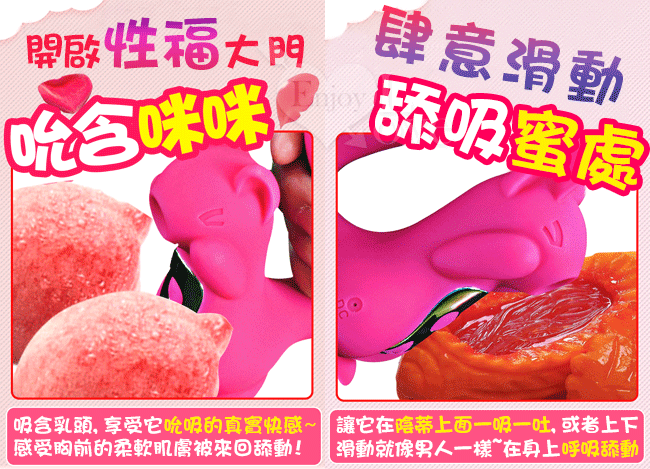 開啟性福大門
吮含咪咪
吸含乳頭,享受它吮吸的真實快感~
感受胸前的柔軟肌膚被來回舔動!
肆意滑動
舔吸蜜處
讓它在陰蒂上面一吸一吐,或者上下
滑動就像男人一樣~在身上呼吸舔動
Enjoy